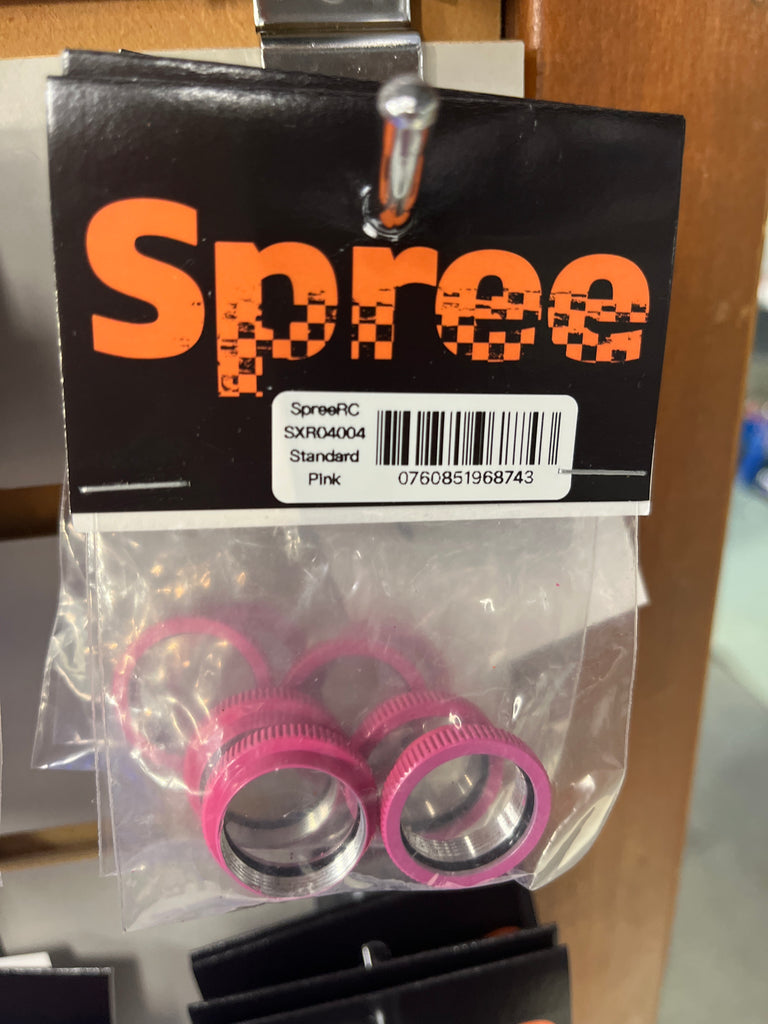 Spree
SpreeRC
SXR04004
Standard
Pink
0760851968743